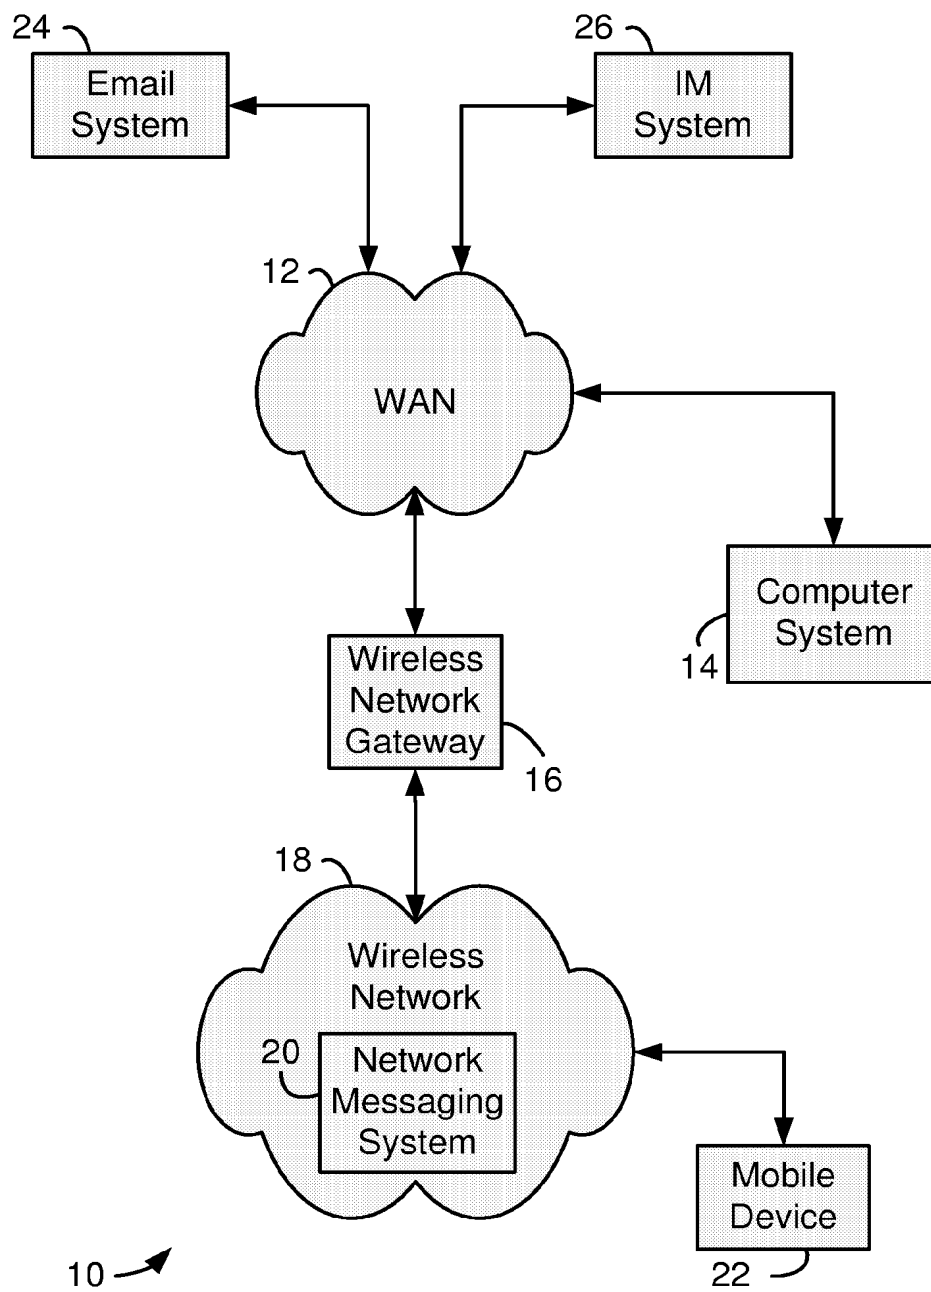 24
Email
System
26
IM
System
12
WAN
Computer
System
14
Wireless
Network
Gateway
16
18
Wireless
Network
20
Network
Messaging
System
Mobile
Device
22
10